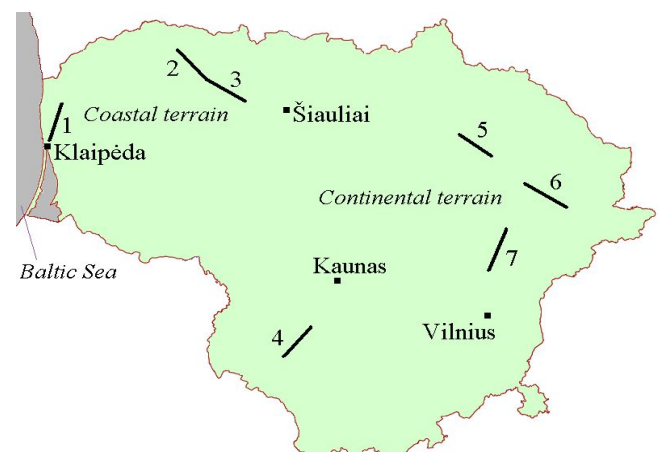 2
3
Coastal terrain
Šiauliai
1
Klaipėda
5
Continental terrain
6
Baltic Sea
Kaunas
7
4
Vilnius